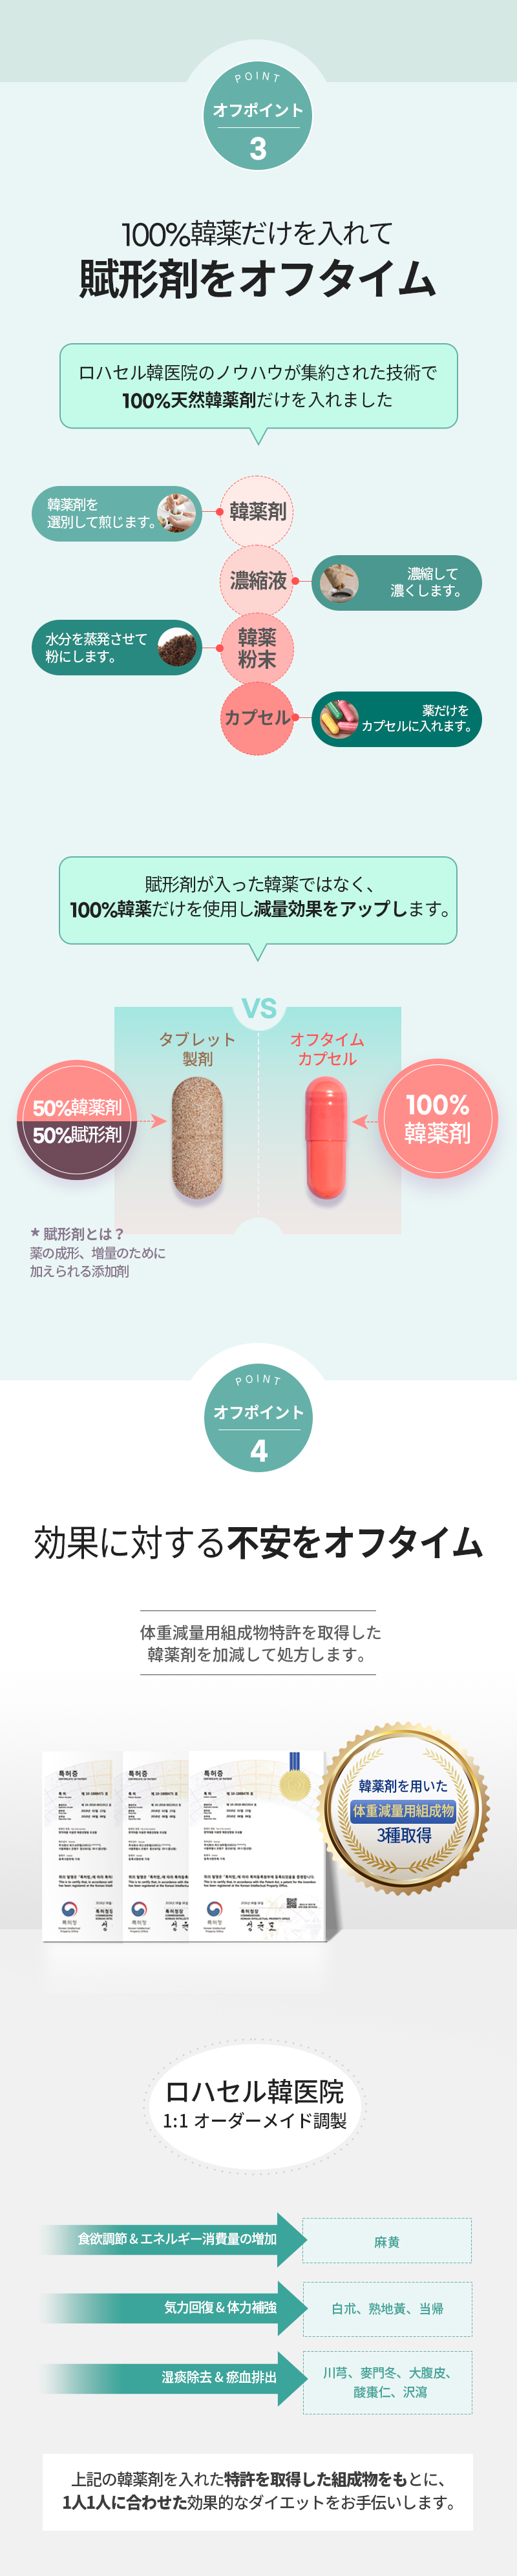 POINT
オフポイント
3
100%韓薬だけを入れて
賦形剤をオフタイム
ロハセル韓医院のノウハウが集約された技術で
100%天然韓薬剤だけを入れました
韓薬剤を
選別して煎じます。
韓薬剤
濃縮液
濃縮して
濃くします。
水分を蒸発させて
粉にします。
韓薬
粉末
カプセル
薬だけを
カプセルに入れます。
賦形剤が入った韓薬ではなく、
100%韓薬だけを使用し減量効果をアップします。
VS
タブレット
製剤
オフタイム
カプセル
50%韓薬剤
50%賦形剤
100%
韓薬剤
* 賦形剤とは？
薬の成形、増量のために
加えられる添加剤
POINT
オフポイント
4
効果に対する不安をオフタイム
体重減量用組成物特許を取得した
韓薬剤を加減して処方します。
특허증
특허증
특허증
특허청
특허청
특허청
韓薬剤を用いた
体重減量用組成物
3種取得
ロハセル韓医院
1:1 オーダーメイド調製
食欲調節 & エネルギー消費量の増加
麻黄
気力回復 & 体力補強
白朮、熟地黃、当帰
湿痰除去 & 瘀血排出
川芎、麥門冬、大腹皮、
酸棗仁、沢瀉
上記の韓薬剤を入れた特許を取得した組成物をもとに、
1人1人に合わせた効果的なダイエットをお手伝いします。